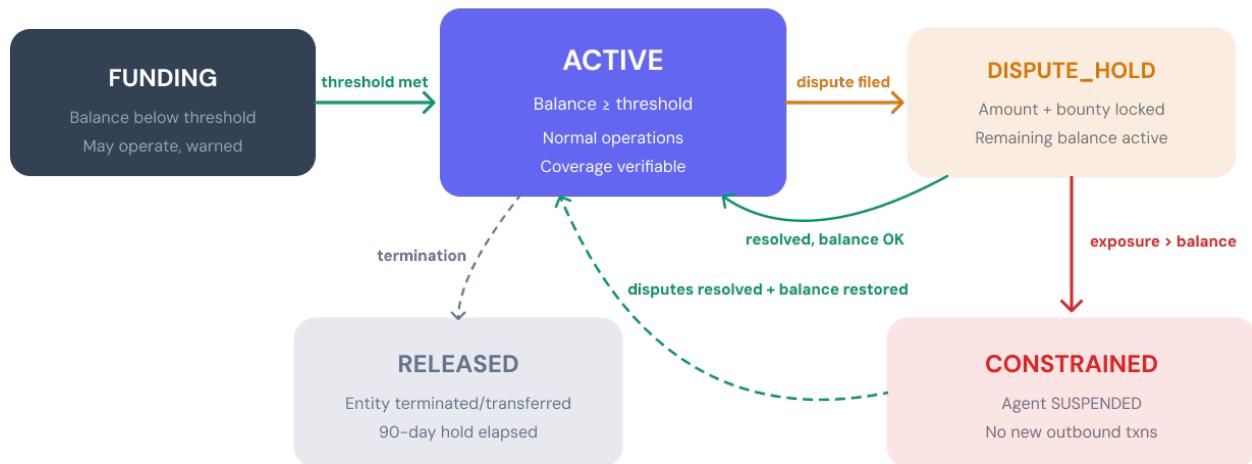 FUNDING
Balance below threshold
May operate, warned
threshold met
ACTIVE
Balance ≥ threshold
Normal operations
Coverage verifiable
dispute filed
DISPUTE_HOLD
Amount + bounty locked
Remaining balance active
resolved, balance OK
exposure > balance
termination
disputes resolved + balance restored
RELEASED
Entity terminated/transferred
90-day hold elapsed
CONSTRAINED
Agent SUSPENDED
No new outbound txns